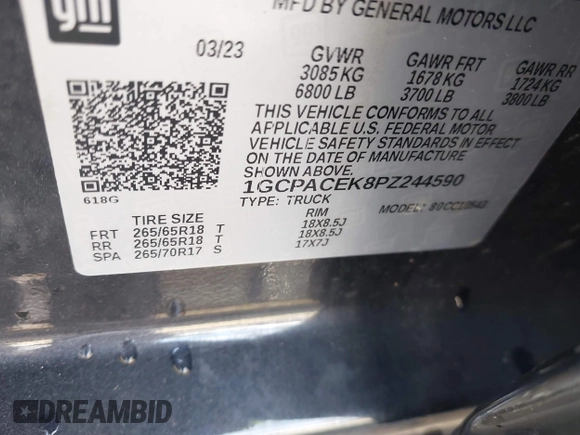 gm
MFD BY GENERAL MOTORS LLC
03/23 GVWR GAWR FRT GAWR RR
3085 KG 1678 KG 1724 KG
6800 LB 3700 LB 3800 LB
THIS VEHICLE CONFORMS TO ALL
APPLICABLE U.S. FEDERAL MOTOR
VEHICLE SAFETY STANDARDS IN EFFECT
ON THE DATE OF MANUFACTURE
SHOWN ABOVE.
1GCPACEK8PZ244590
618G TYPE: TRUCK MODEL:
TIRE SIZE RIM
FRT 265/65R18 T 18X8.5J
RR 265/65R18 T 18X8.5J
SPA 265/70R17 S 17X7J
DREAMBID
DREAMBID.COM